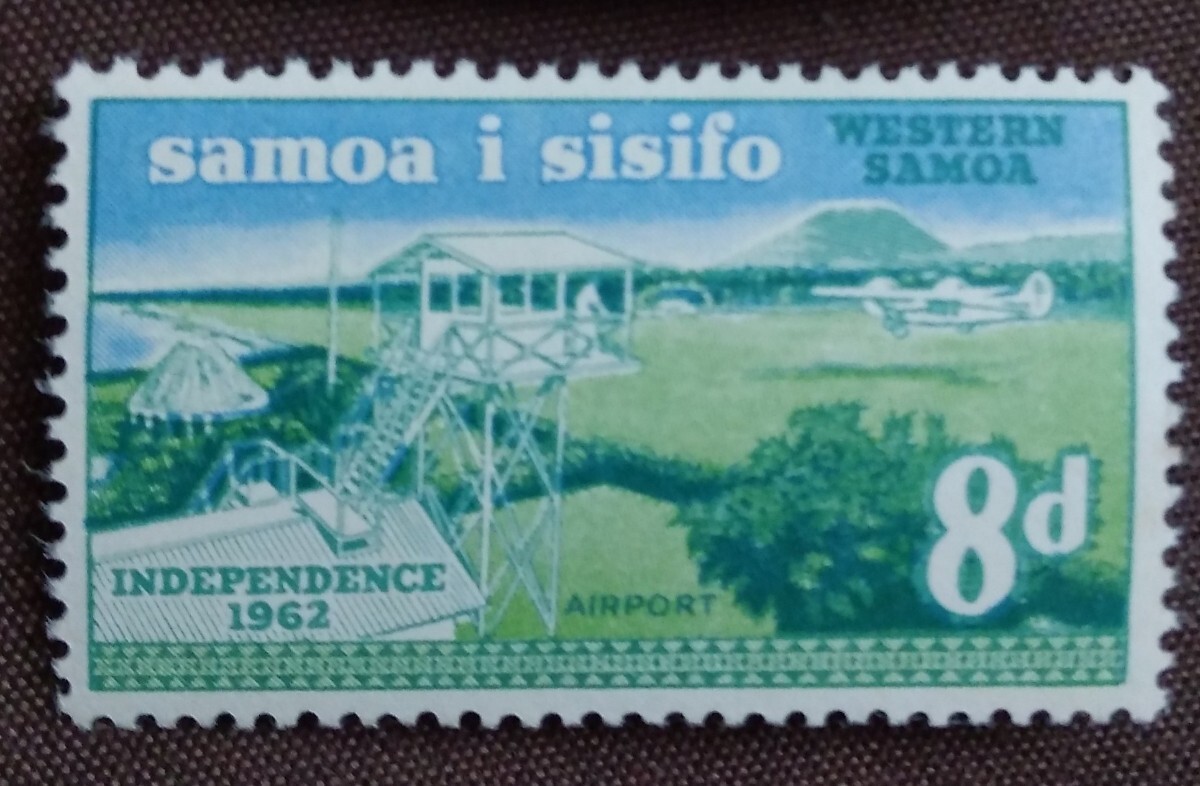 samoa i sisifo
WESTERN
SAMOA
8d
INDEPENDENCE
1962
AIRPORT